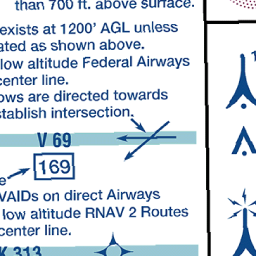 than 700 ft. above surface.
exists at 1200' AGL unless
ated as shown above.
low altitude Federal Airways
center line.
ows are directed towards
stablish intersection.
V 69
169
e
VAIDs on direct Airways
low altitude RNAV 2 Routes
center line.
K 313